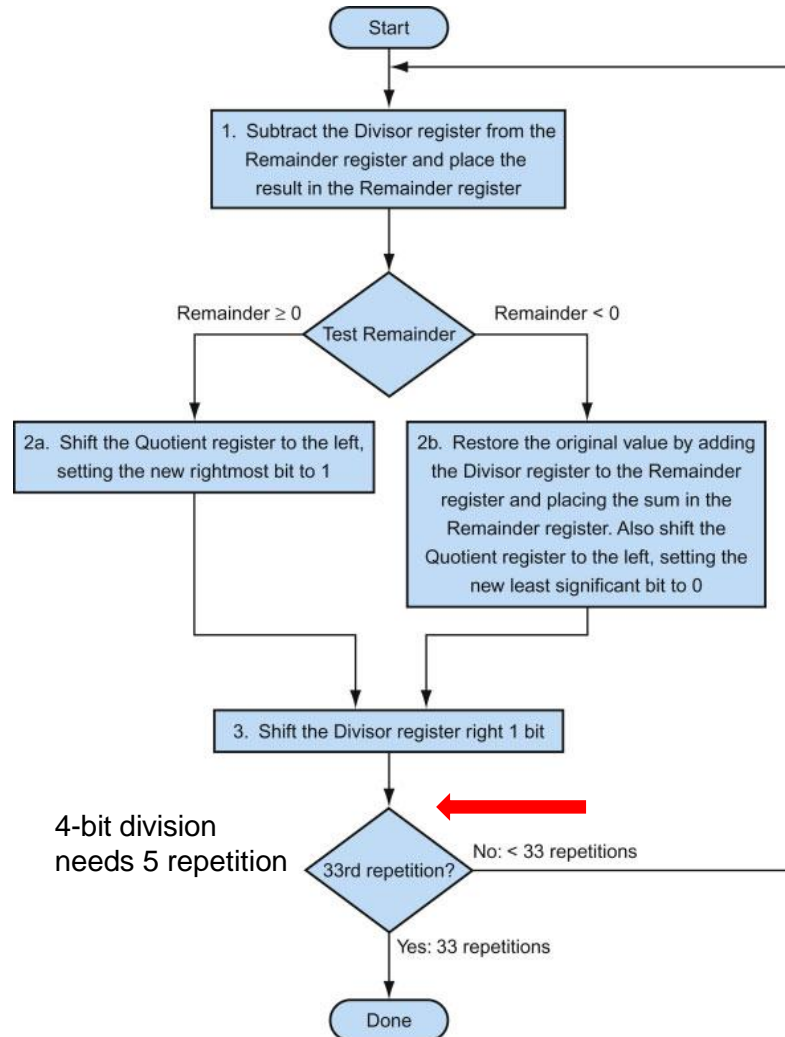 Start
1. Subtract the Divisor register from the
Remainder register and place the
result in the Remainder register
Remainder ≥ 0
Remainder < 0
Test Remainder
2a. Shift the Quotient register to the left,
setting the new rightmost bit to 1
2b. Restore the original value by adding
the Divisor register to the Remainder
register and placing the sum in the
Remainder register. Also shift the
Quotient register to the left, setting the
new least significant bit to 0
3. Shift the Divisor register right 1 bit
4-bit division
needs 5 repetition
33rd repetition?
No: < 33 repetitions
Yes: 33 repetitions
Done